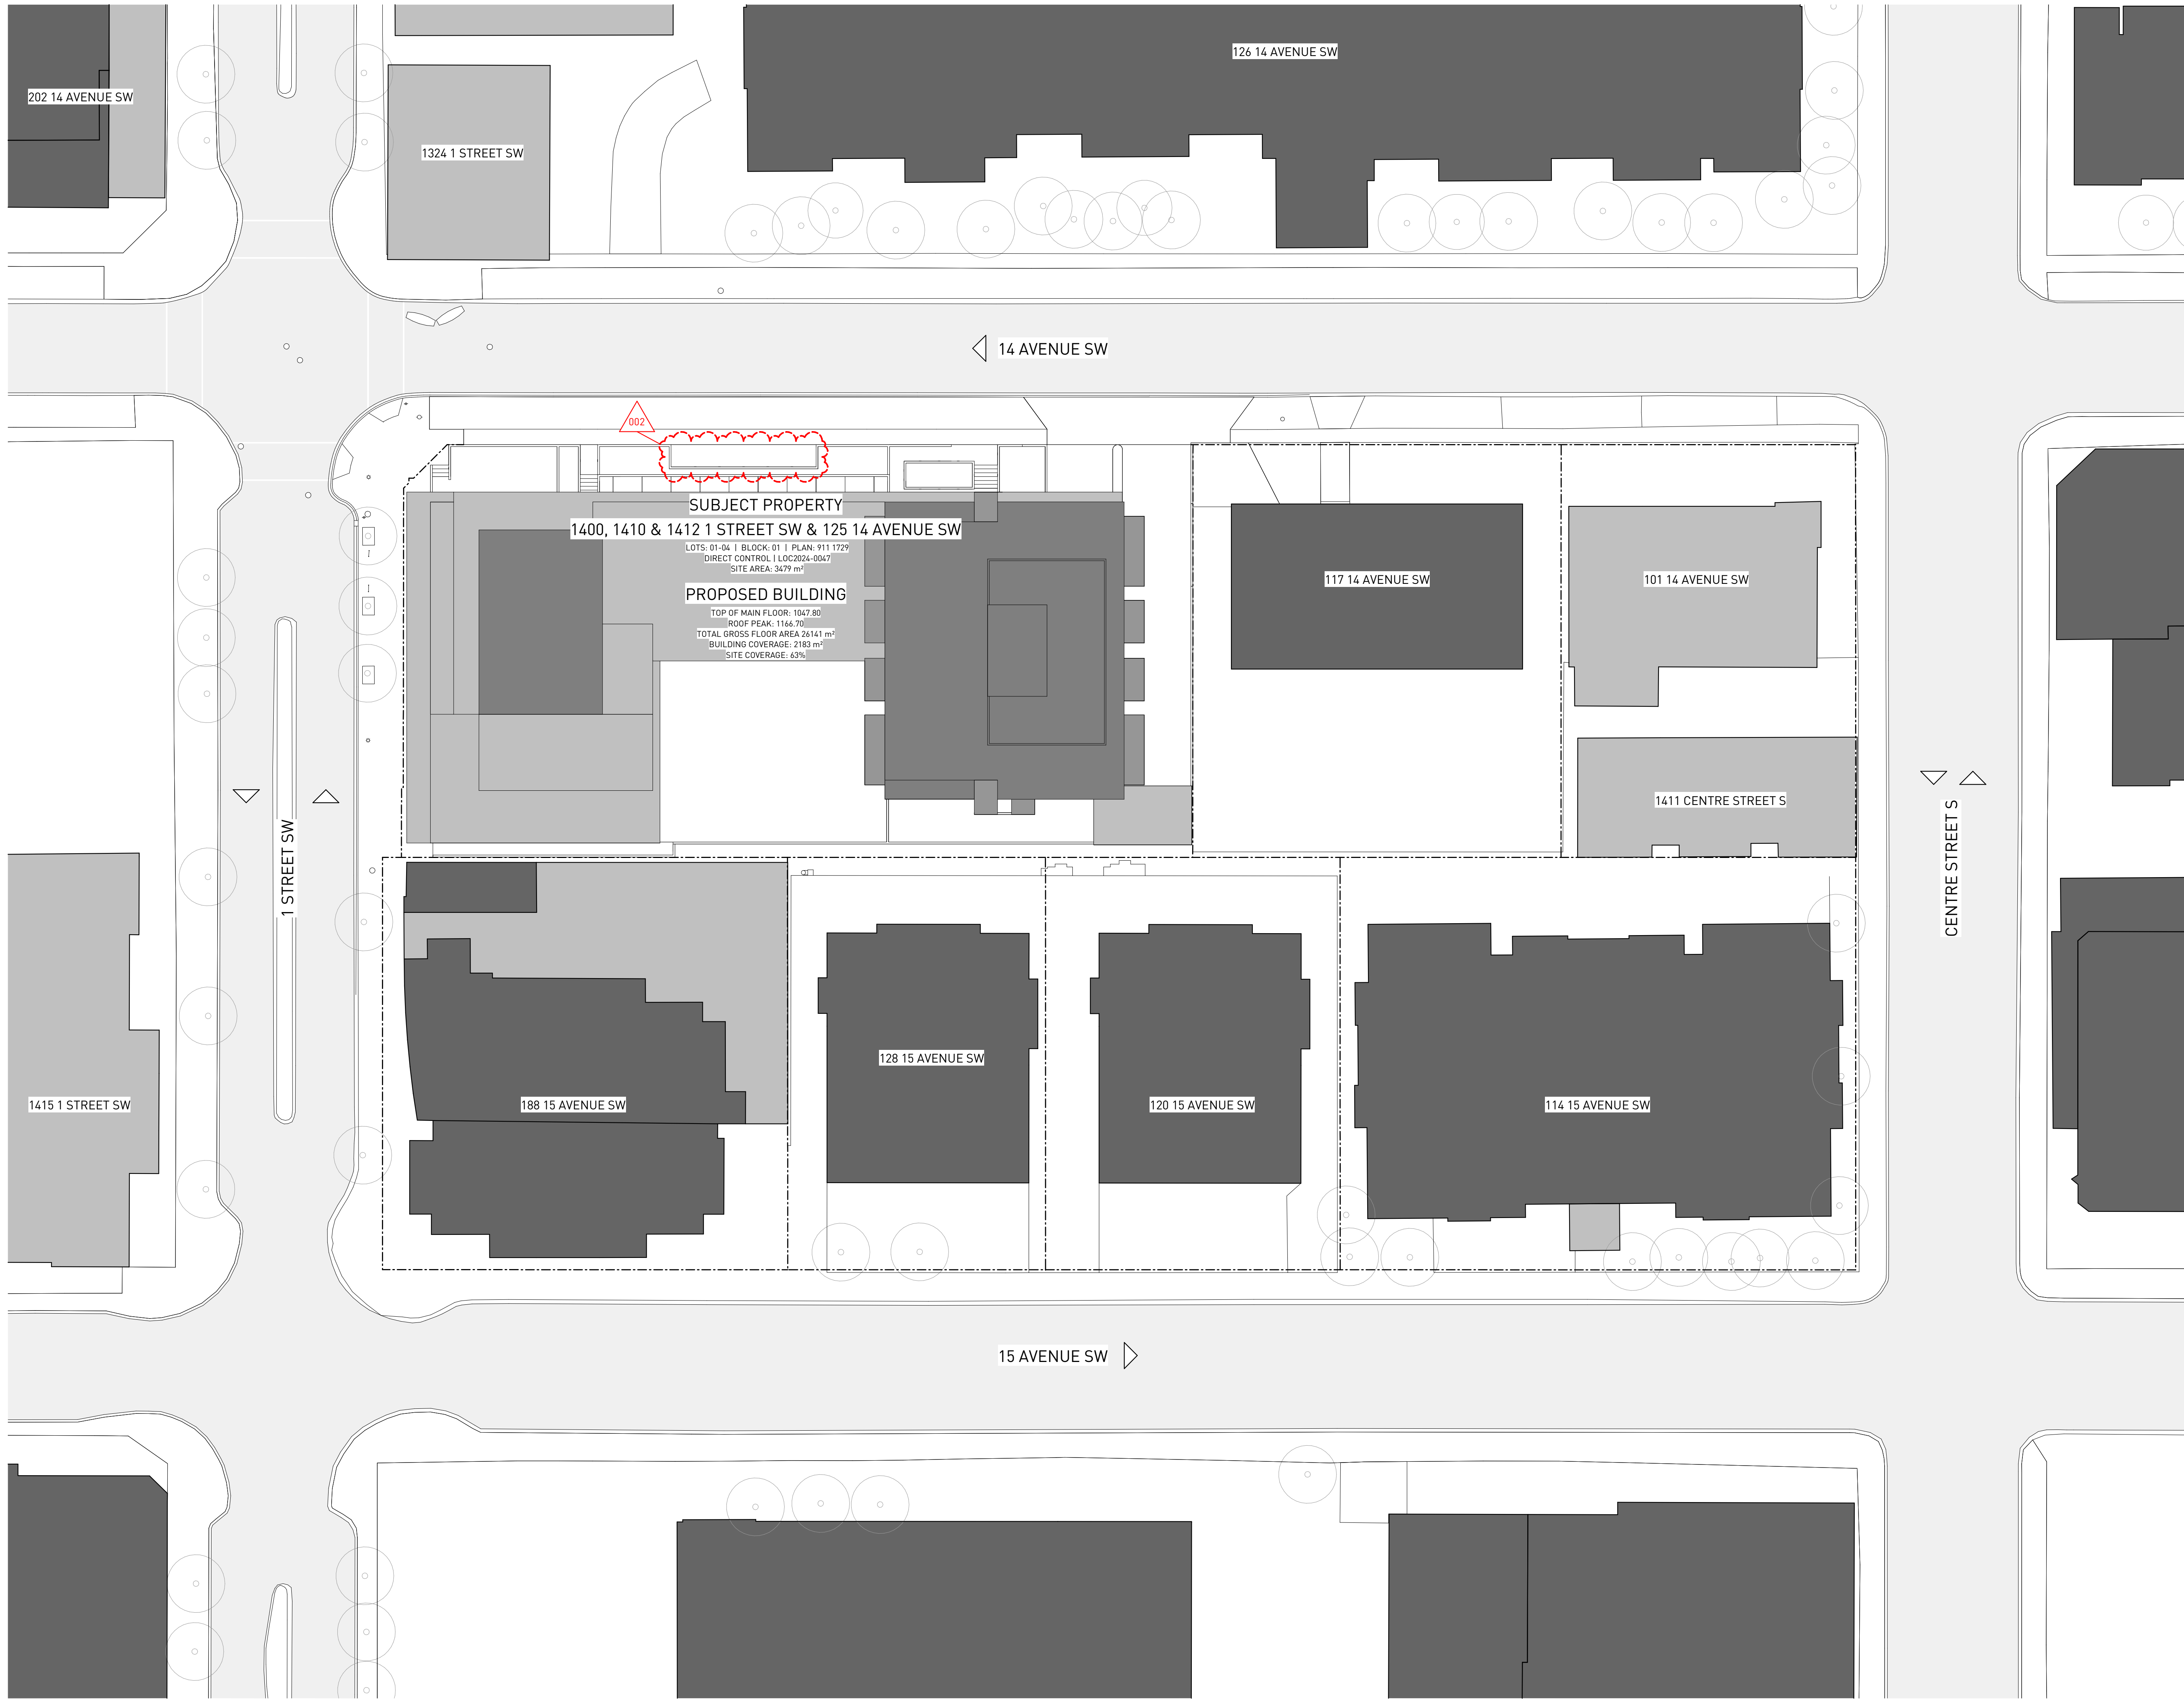 126 14 AVENUE SW
202 14 AVENUE SW
1324 1 STREET SW
14 AVENUE SW
002
SUBJECT PROPERTY
1400, 1410 & 1412 1 STREET SW & 125 14 AVENUE SW
LOTS: 01-04 | BLOCK: 01 | PLAN: 911 1729
DIRECT CONTROL | LOC2024-0047
SITE AREA: 3479 m²
PROPOSED BUILDING
TOP OF MAIN FLOOR: 1047.80
ROOF PEAK: 1166.70
TOTAL GROSS FLOOR AREA 26141 m²
BUILDING COVERAGE: 2183 m²
SITE COVERAGE: 63%
117 14 AVENUE SW
101 14 AVENUE SW
1411 CENTRE STREET S
1 STREET SW
CENTRE STREET S
128 15 AVENUE SW
1415 1 STREET SW
188 15 AVENUE SW
120 15 AVENUE SW
114 15 AVENUE SW
15 AVENUE SW